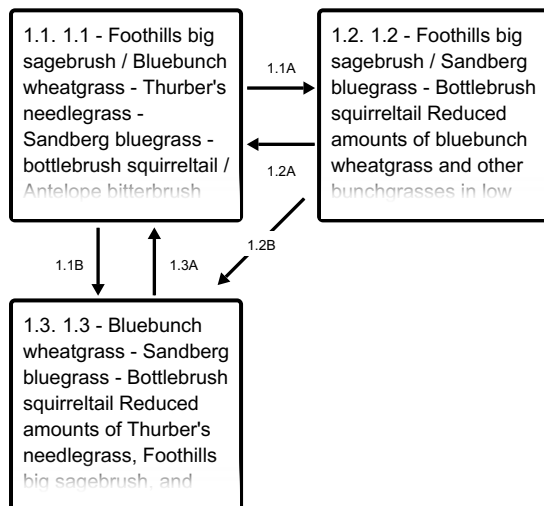 1.1. 1.1 - Foothills big
sagebrush / Bluebunch
wheatgrass - Thurber's
needlegrass -
Sandberg bluegrass -
bottlebrush squirreltail /
Antelope bitterbrush
1.1A
1.2. 1.2 - Foothills big
sagebrush / Sandberg
bluegrass - Bottlebrush
squirreltail Reduced
amounts of bluebunch
wheatgrass and other
bunchgrasses in low
1.2A
1.1B
1.3A
1.2B
1.3. 1.3 - Bluebunch
wheatgrass - Sandberg
bluegrass - Bottlebrush
squirreltail Reduced
amounts of Thurber's
needlegrass, Foothills
big sagebrush, and